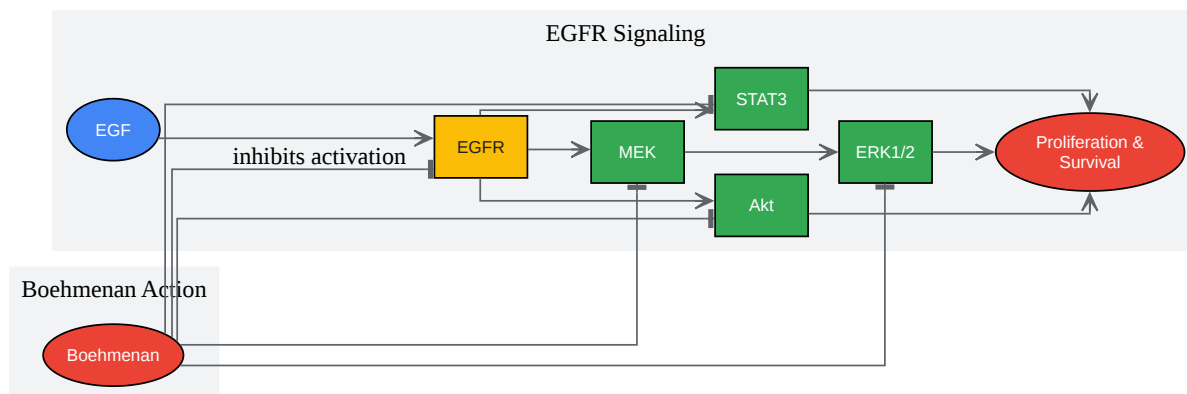 EGFR Signaling
STAT3
EGF
EGFR
inhibits activation
MEK
ERK1/2
Proliferation &
Survival
Akt
Boehmenan Action
Boehmenan